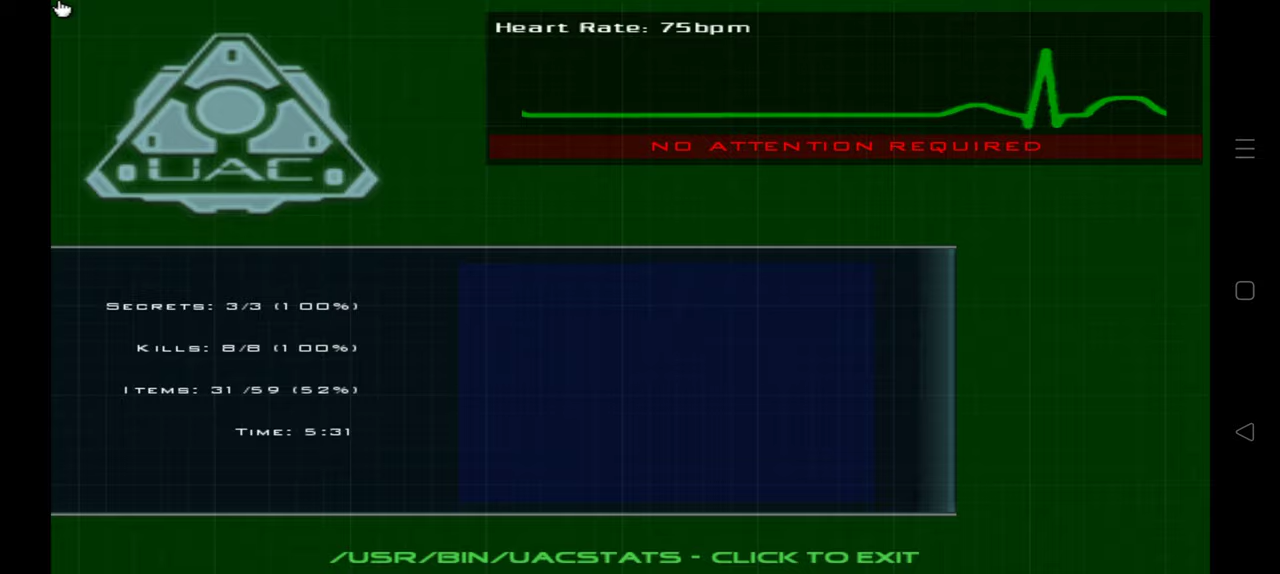 UAC
Heart Rate: 75bpm
NO ATTENTION REQUIRED
SECRETS: 3/3 (100%)
KILLS: 8/8 (100%)
ITEMS: 31/59 (52%)
TIME: 5:31
/USR/BIN/UACSTATS - CLICK TO EXIT